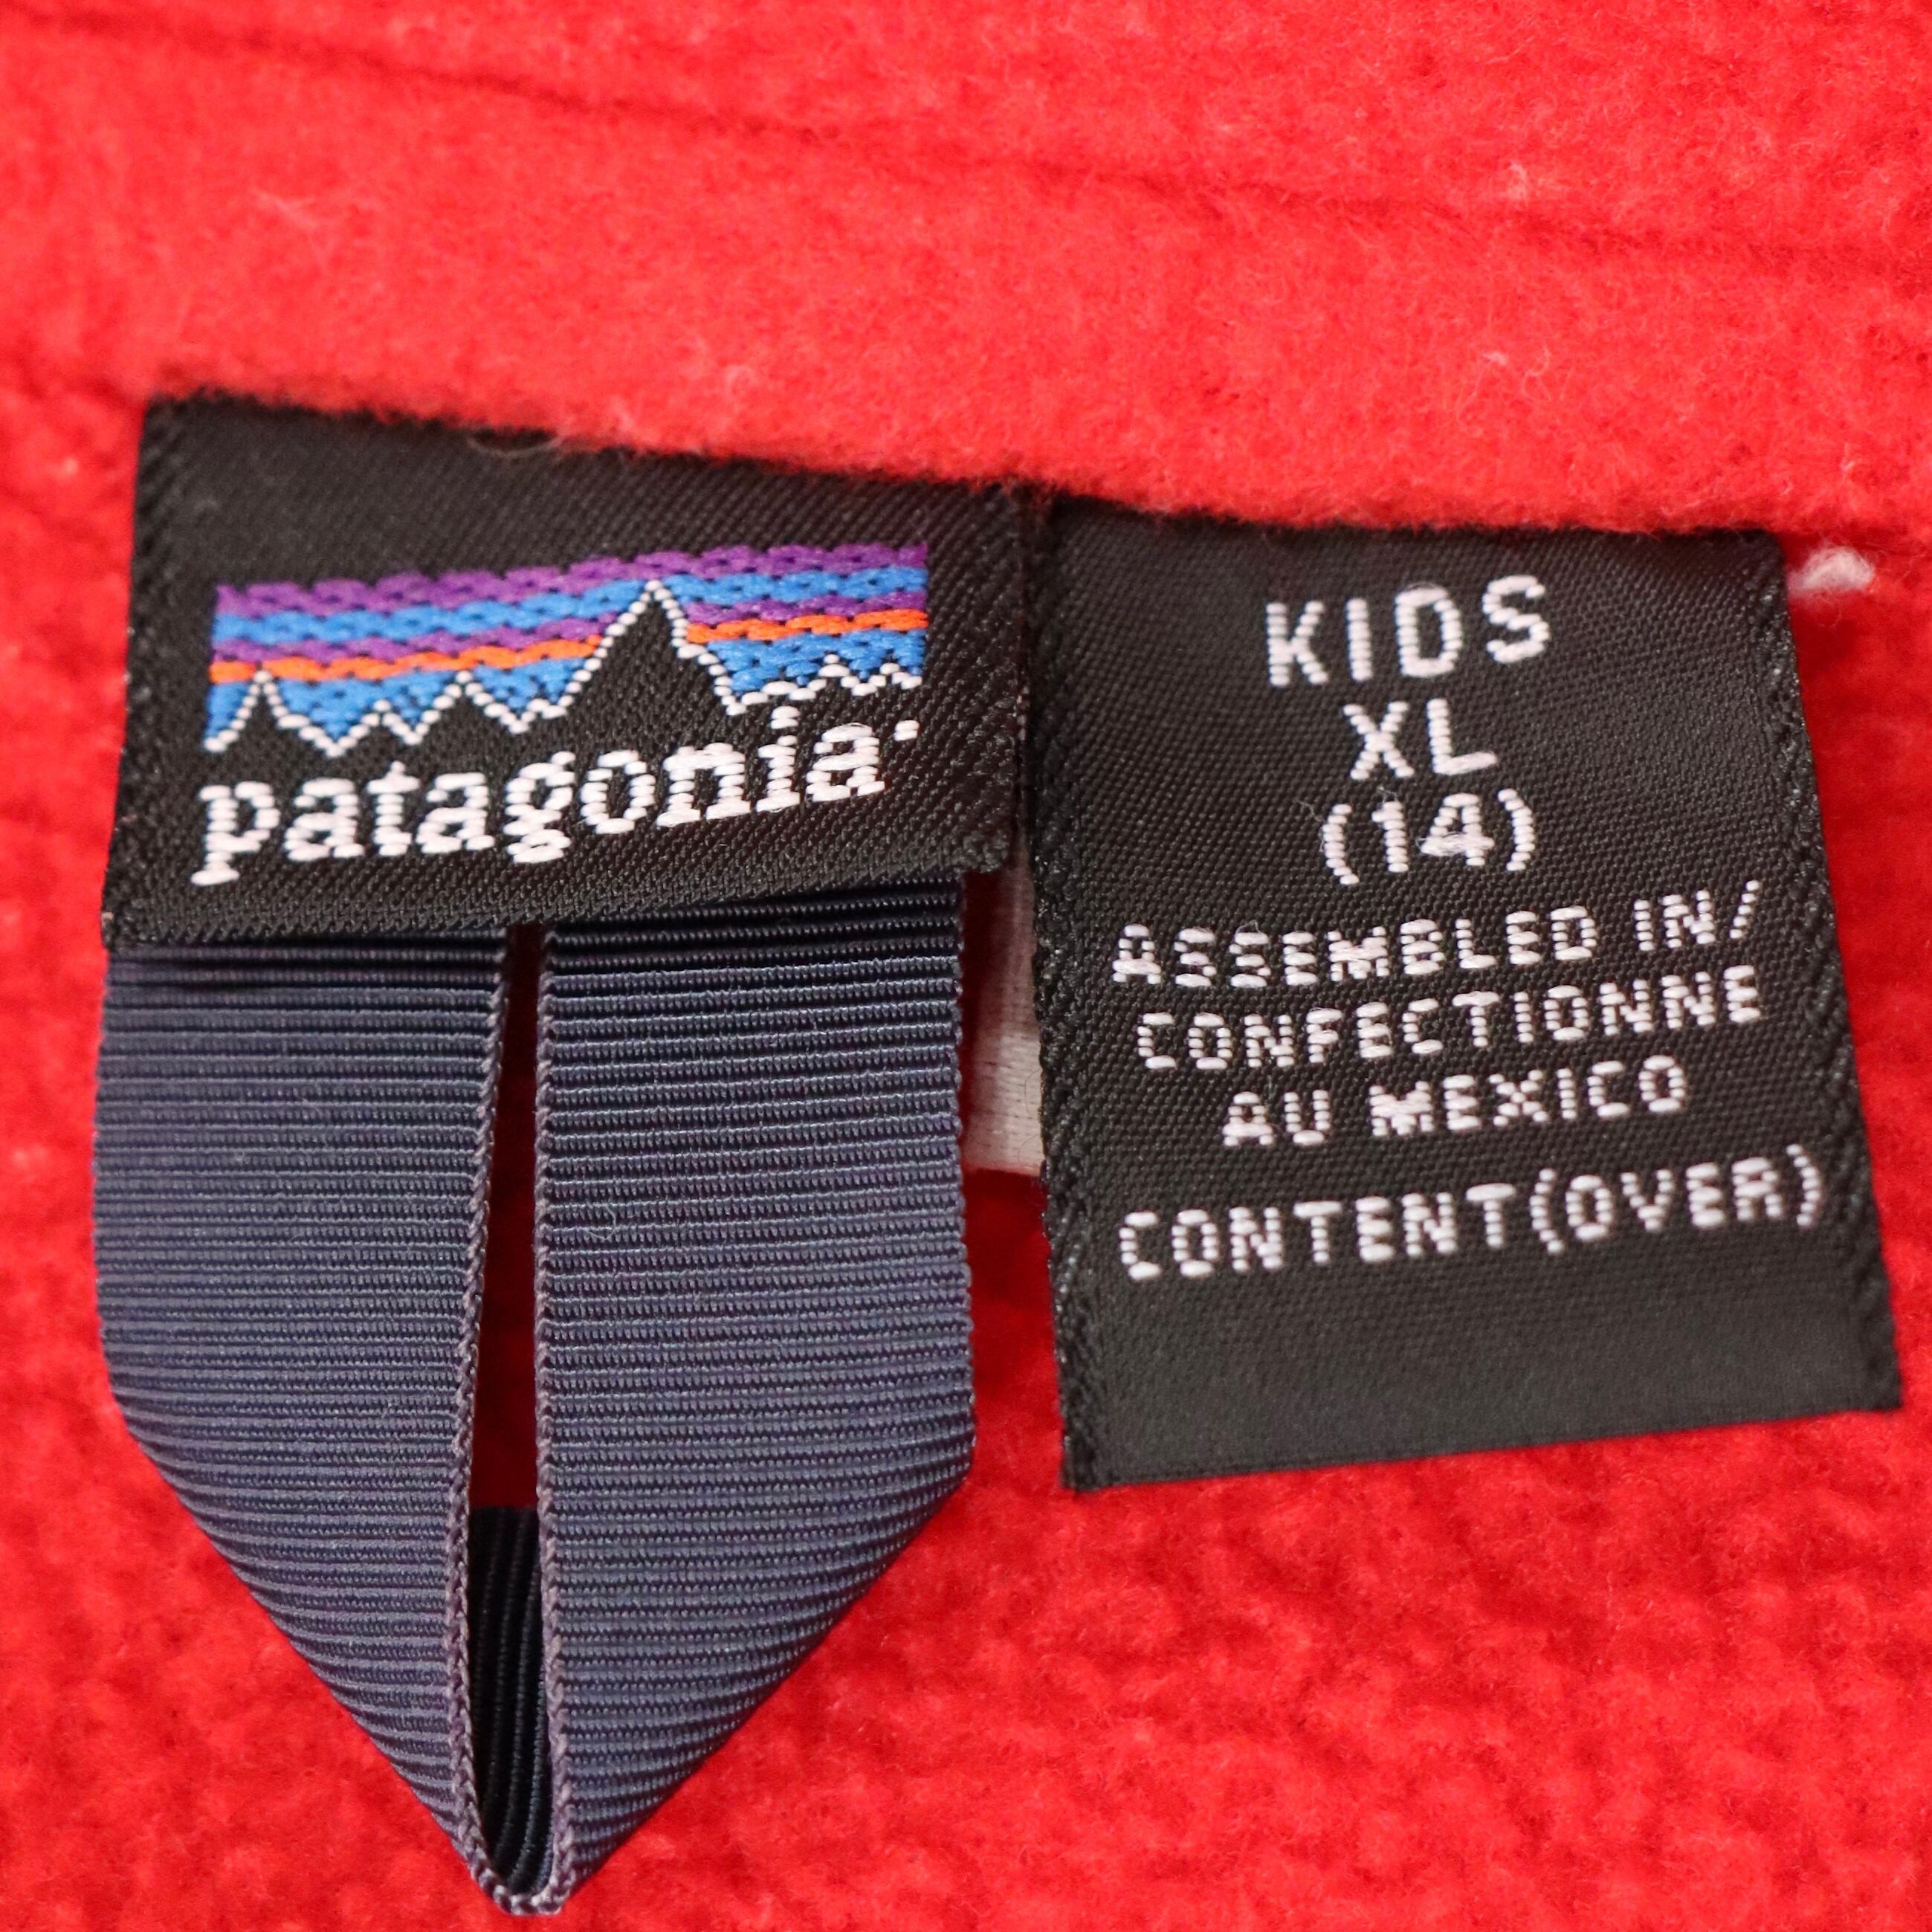 patagonia
KIDS
XL
(14)
ASSEMBLED IN/
CONFECTIONNE
AU MEXICO
CONTENT(OVER)